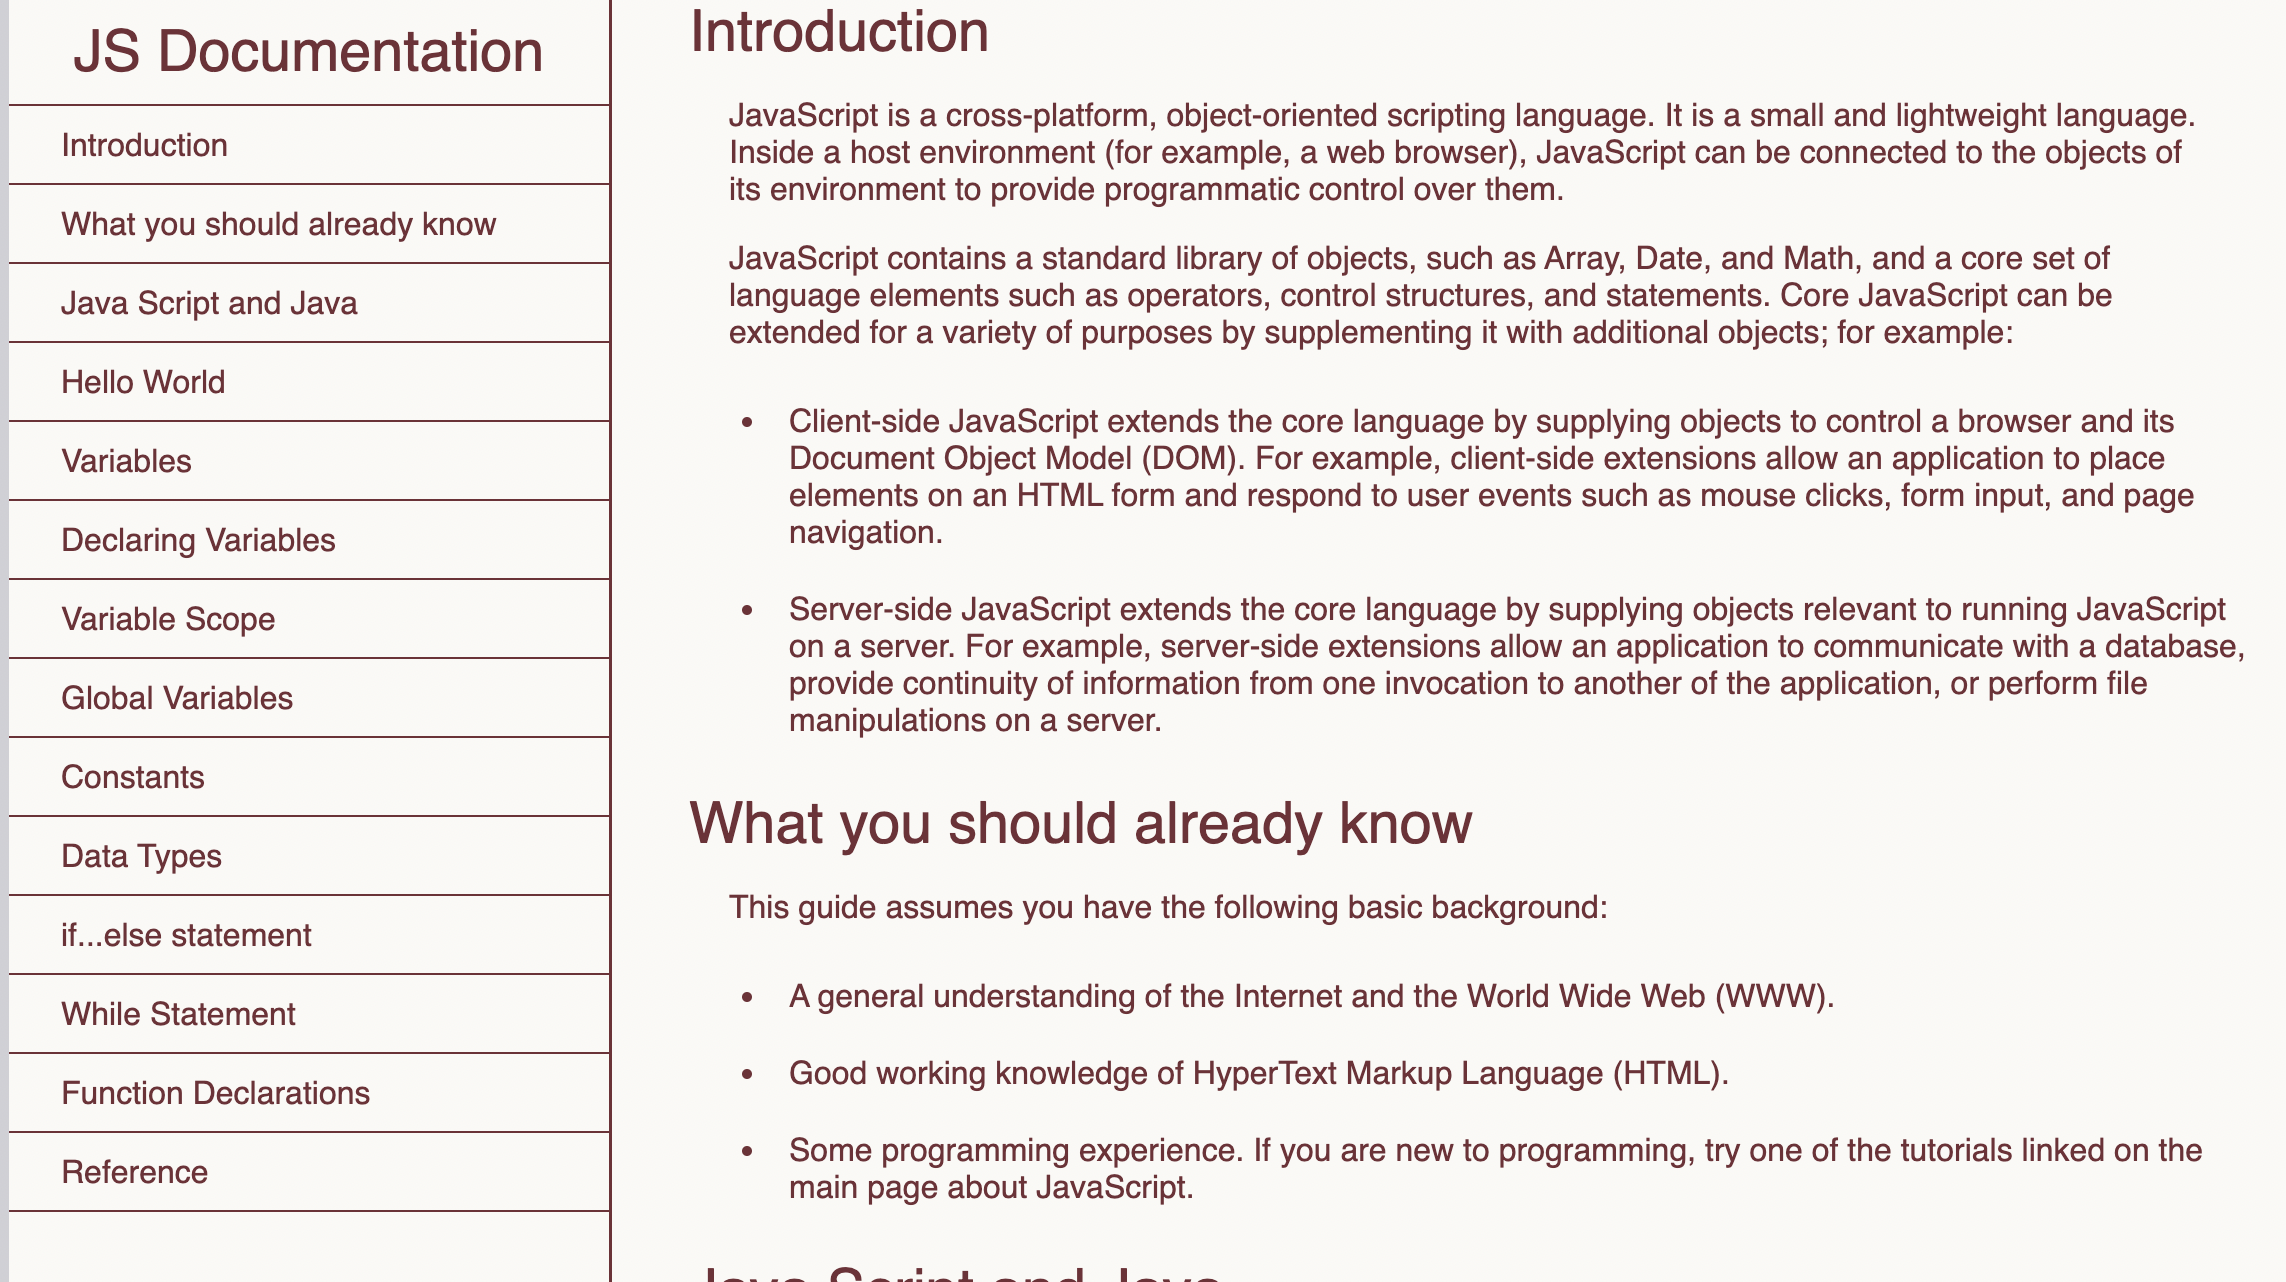 JS Documentation
Introduction
What you should already know
Java Script and Java
Hello World
Variables
Declaring Variables
Variable Scope
Global Variables
Constants
Data Types
if...else statement
While Statement
Function Declarations
Reference
Introduction
JavaScript is a cross-platform, object-oriented scripting language. It is a small and lightweight language.
Inside a host environment (for example, a web browser), JavaScript can be connected to the objects of
its environment to provide programmatic control over them.
JavaScript contains a standard library of objects, such as Array, Date, and Math, and a core set of
language elements such as operators, control structures, and statements. Core JavaScript can be
extended for a variety of purposes by supplementing it with additional objects; for example:
• Client-side JavaScript extends the core language by supplying objects to control a browser and its
Document Object Model (DOM). For example, client-side extensions allow an application to place
elements on an HTML form and respond to user events such as mouse clicks, form input, and page
navigation.
• Server-side JavaScript extends the core language by supplying objects relevant to running JavaScript
on a server. For example, server-side extensions allow an application to communicate with a database,
provide continuity of information from one invocation to another of the application, or perform file
manipulations on a server.
What you should already know
This guide assumes you have the following basic background:
• A general understanding of the Internet and the World Wide Web (WWW).
• Good working knowledge of HyperText Markup Language (HTML).
• Some programming experience. If you are new to programming, try one of the tutorials linked on the
main page about JavaScript.
Java Script and Java